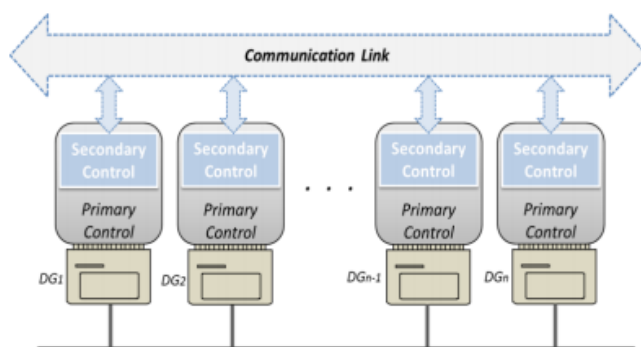 Communication Link
Secondary
Control
Secondary
Control
Secondary
Control
Secondary
Control
Primary
Control
Primary
Control
. . .
Primary
Control
Primary
Control
DG1
DG2
DGn-1
DGn